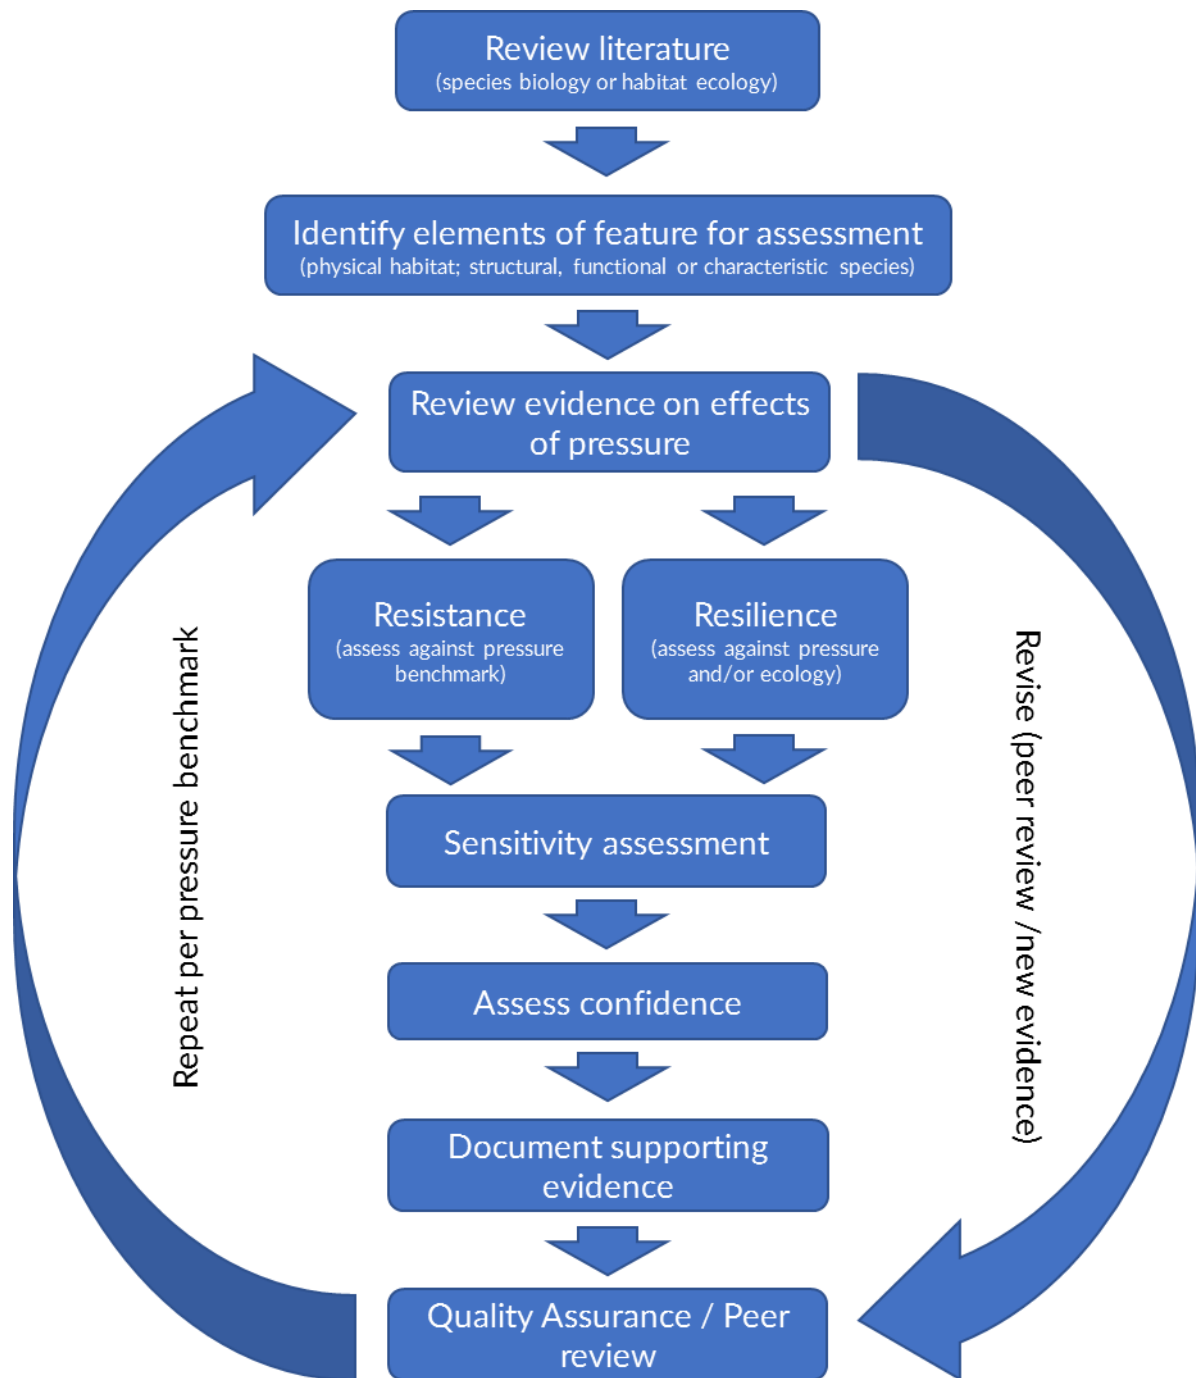 Review literature
(species biology or habitat ecology)
Identify elements of feature for assessment
(physical habitat; structural, functional or characteristic species)
Review evidence on effects
of pressure
Resistance
(assess against pressure
benchmark)
Resilience
(assess against pressure
and/or ecology)
Sensitivity assessment
Assess confidence
Document supporting
evidence
Quality Assurance / Peer
review
Repeat per pressure benchmark
Revise (peer review /new evidence)